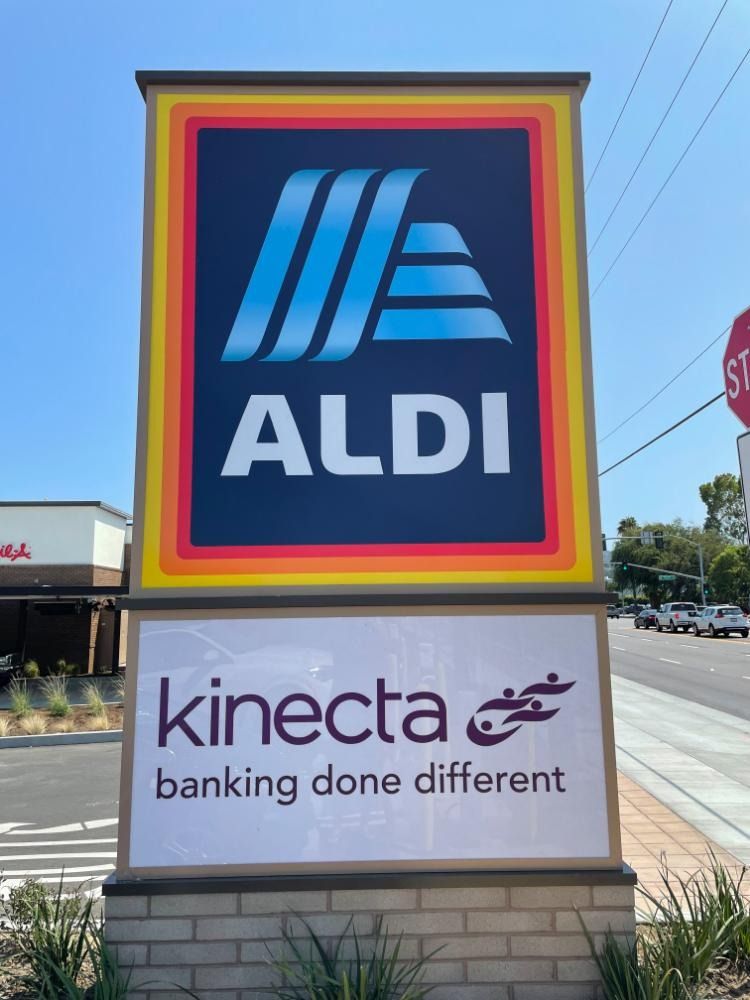 ALDI
kinecta
banking done different